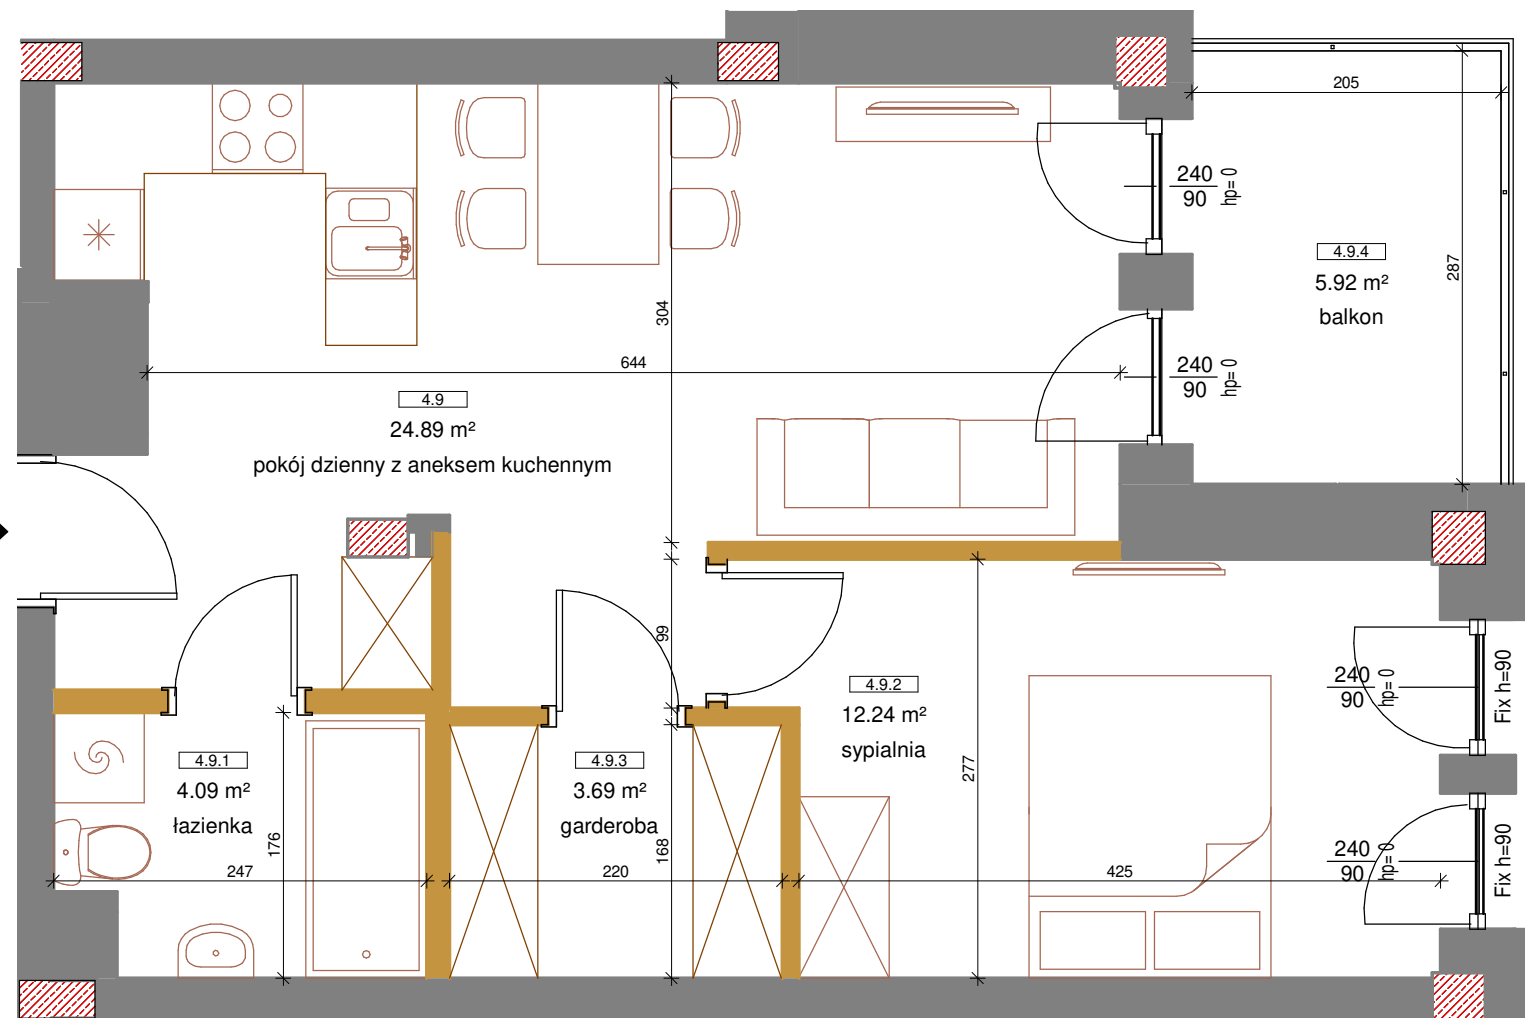 205
240
90
hp= 0
4.9.4
5.92 m²
balkon
287
304
644
240
90
hp= 0
4.9
24.89 m²
pokój dzienny z aneksem kuchennym
99
4.9.2
12.24 m²
sypialnia
240
90
hp= 0
Fix h=90
4.9.1
4.09 m²
łazienka
176
4.9.3
3.69 m²
garderoba
168
277
240
90
hp= 0
Fix h=90
247
220
425